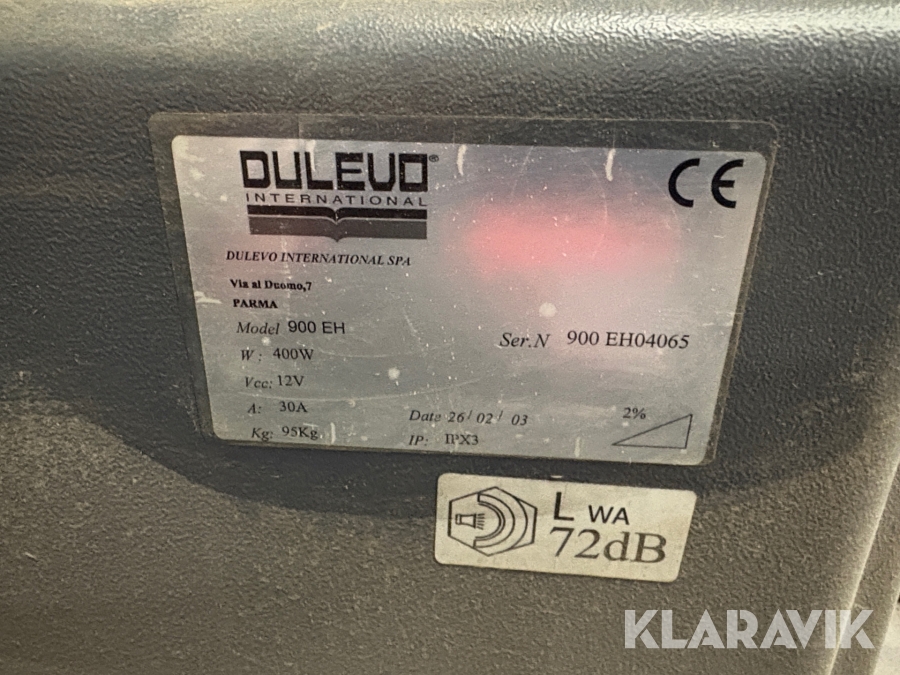 DULEVO®
INTERNATIONAL
CE
DULEVO INTERNATIONAL SPA
Via al Duomo,7
PARMA
Model 900 EH
Ser.N 900 EH04065
W: 400W
Vcc: 12V
A: 30A
Date 26/ 02/ 03
2%
Kg: 95Kg
IP: IPX3
L WA
72dB
KLARAVIK